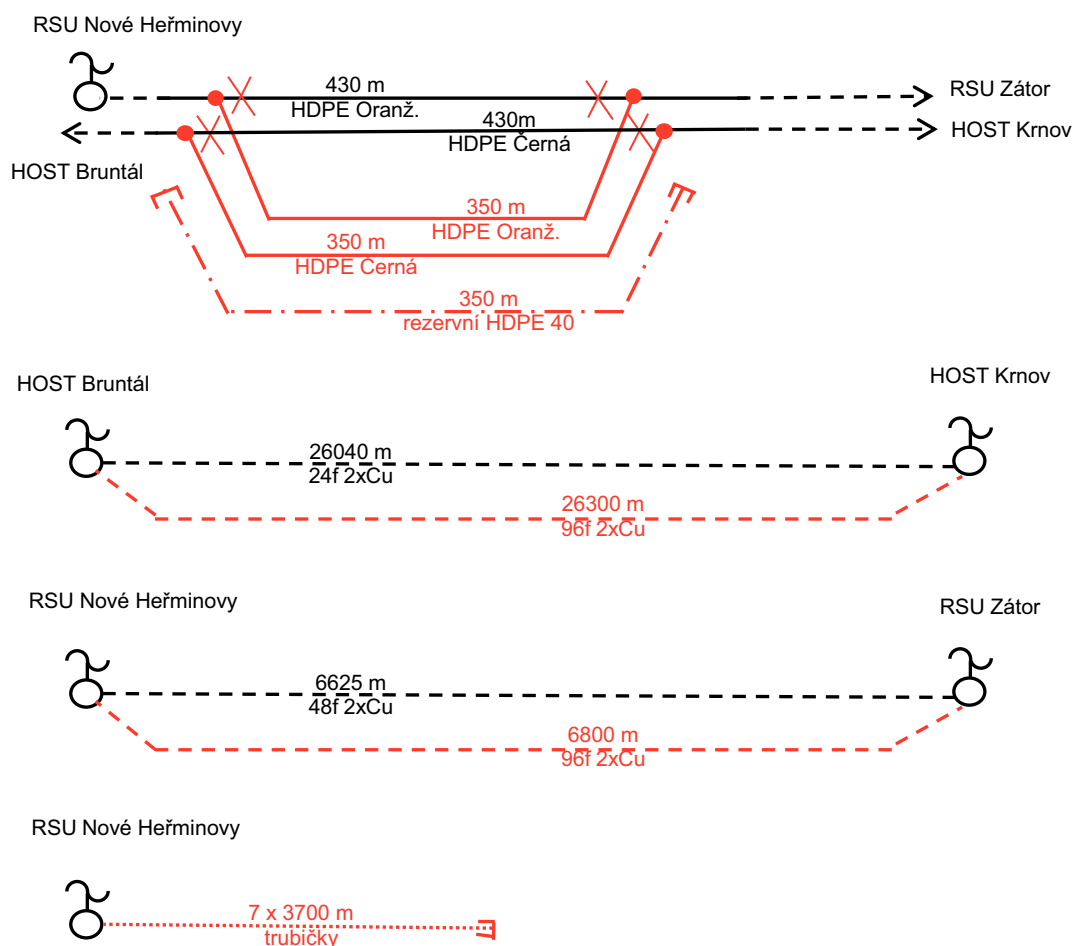 RSU Nové Heřminovy
430 m
HDPE Oranž.
RSU Zátor
430m
HDPE Černá
HOST Krnov
HOST Bruntál
350 m
HDPE Oranž.
350 m
HDPE Černá
350 m
rezervní HDPE 40
HOST Bruntál
HOST Krnov
26040 m
24f 2xCu
26300 m
96f 2xCu
RSU Nové Heřminovy
RSU Zátor
6625 m
48f 2xCu
6800 m
96f 2xCu
RSU Nové Heřminovy
7 x 3700 m
trubičky